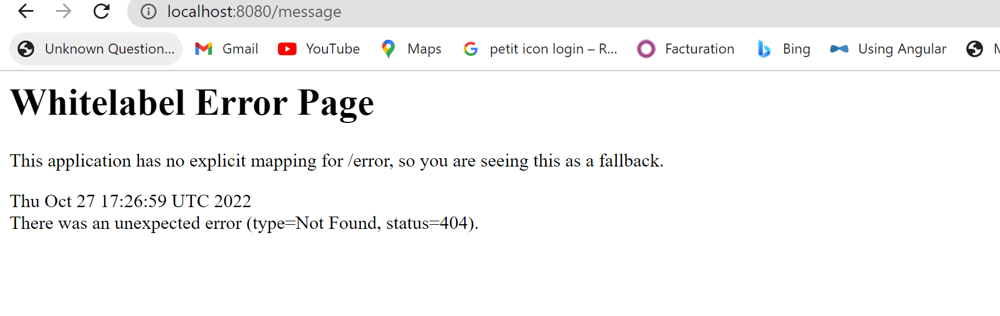 localhost:8080/message
Unknown Question... Gmail YouTube Maps petit icon login – R... Facturation Bing Using Angular
Whitelabel Error Page
This application has no explicit mapping for /error, so you are seeing this as a fallback.
Thu Oct 27 17:26:59 UTC 2022
There was an unexpected error (type=Not Found, status=404).